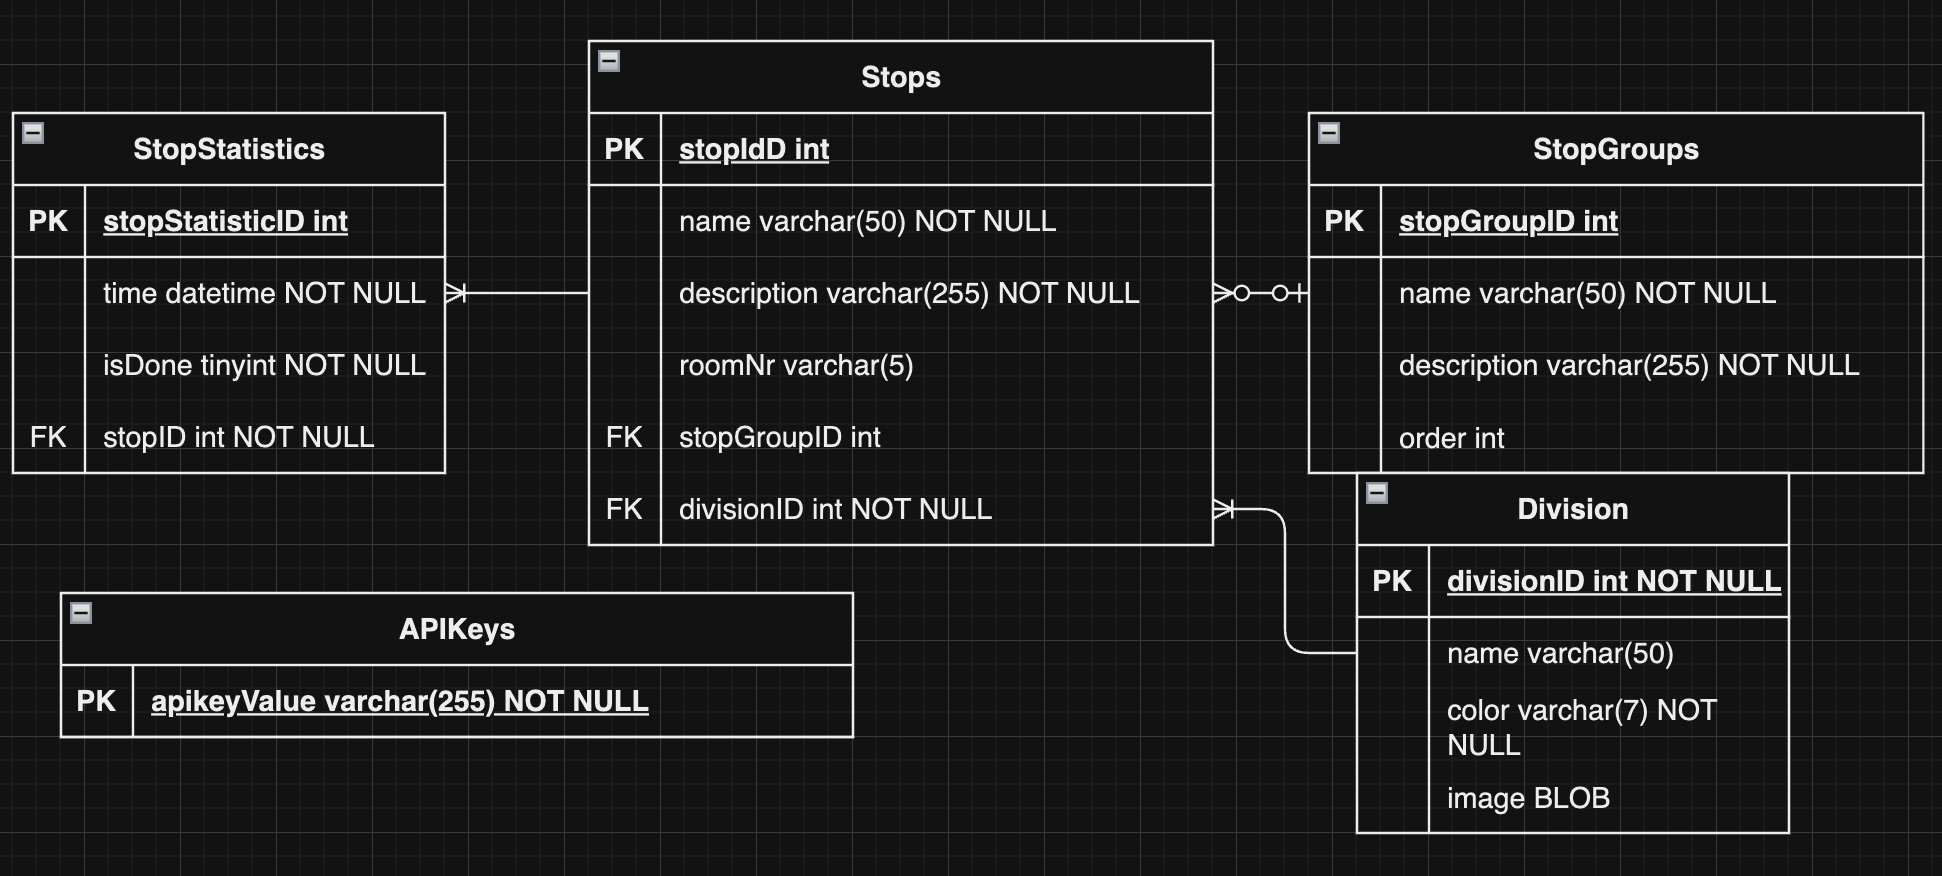 StopStatistics
PK stopStatisticID int
time datetime NOT NULL
isDone tinyint NOT NULL
FK stopID int NOT NULL
Stops
PK stopIdD int
name varchar(50) NOT NULL
description varchar(255) NOT NULL
roomNr varchar(5)
FK stopGroupID int
FK divisionID int NOT NULL
StopGroups
PK stopGroupID int
name varchar(50) NOT NULL
description varchar(255) NOT NULL
order int
Division
PK divisionID int NOT NULL
name varchar(50)
color varchar(7) NOT
NULL
image BLOB
APIKeys
PK apikeyValue varchar(255) NOT NULL